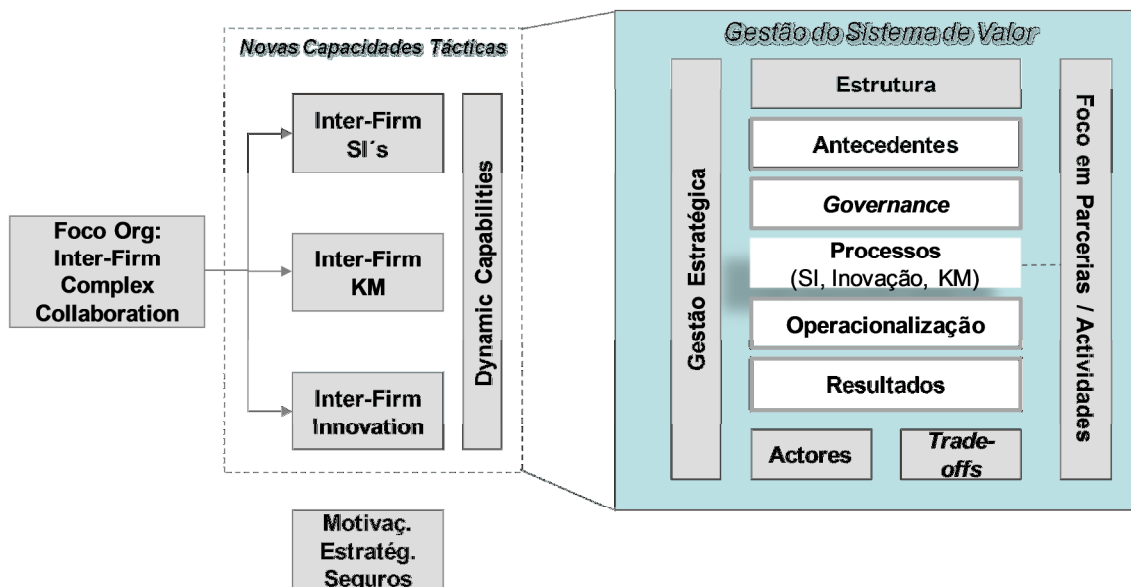 Novas Capacidades Tácticas
Inter-Firm
SI´s
Inter-Firm
KM
Inter-Firm
Innovation
Dynamic Capabilities
Foco Org:
Inter-Firm
Complex
Collaboration
Motivaç.
Estratég.
Seguros
Gestão do Sistema de Valor
Gestão Estratégica
Estrutura
Antecedentes
Governance
Processos
(SI, Inovação, KM)
Operacionalização
Resultados
Actores
Trade-
offs
Foco em Parcerias / Actividades